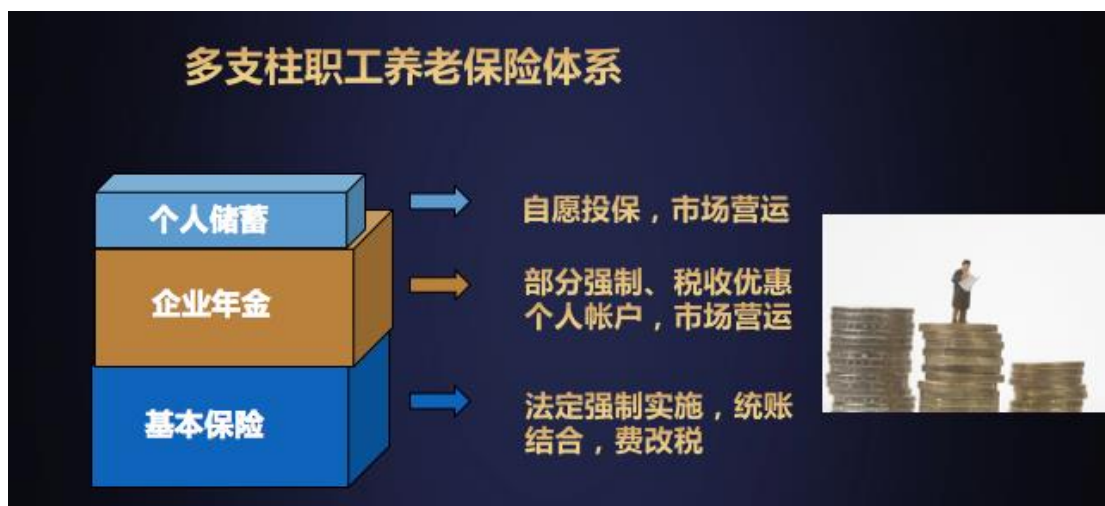 多支柱职工养老保险体系
个人储蓄
自愿投保，市场营运
企业年金
部分强制、税收优惠
个人帐户，市场营运
基本保险
法定强制实施，统账
结合，费改税